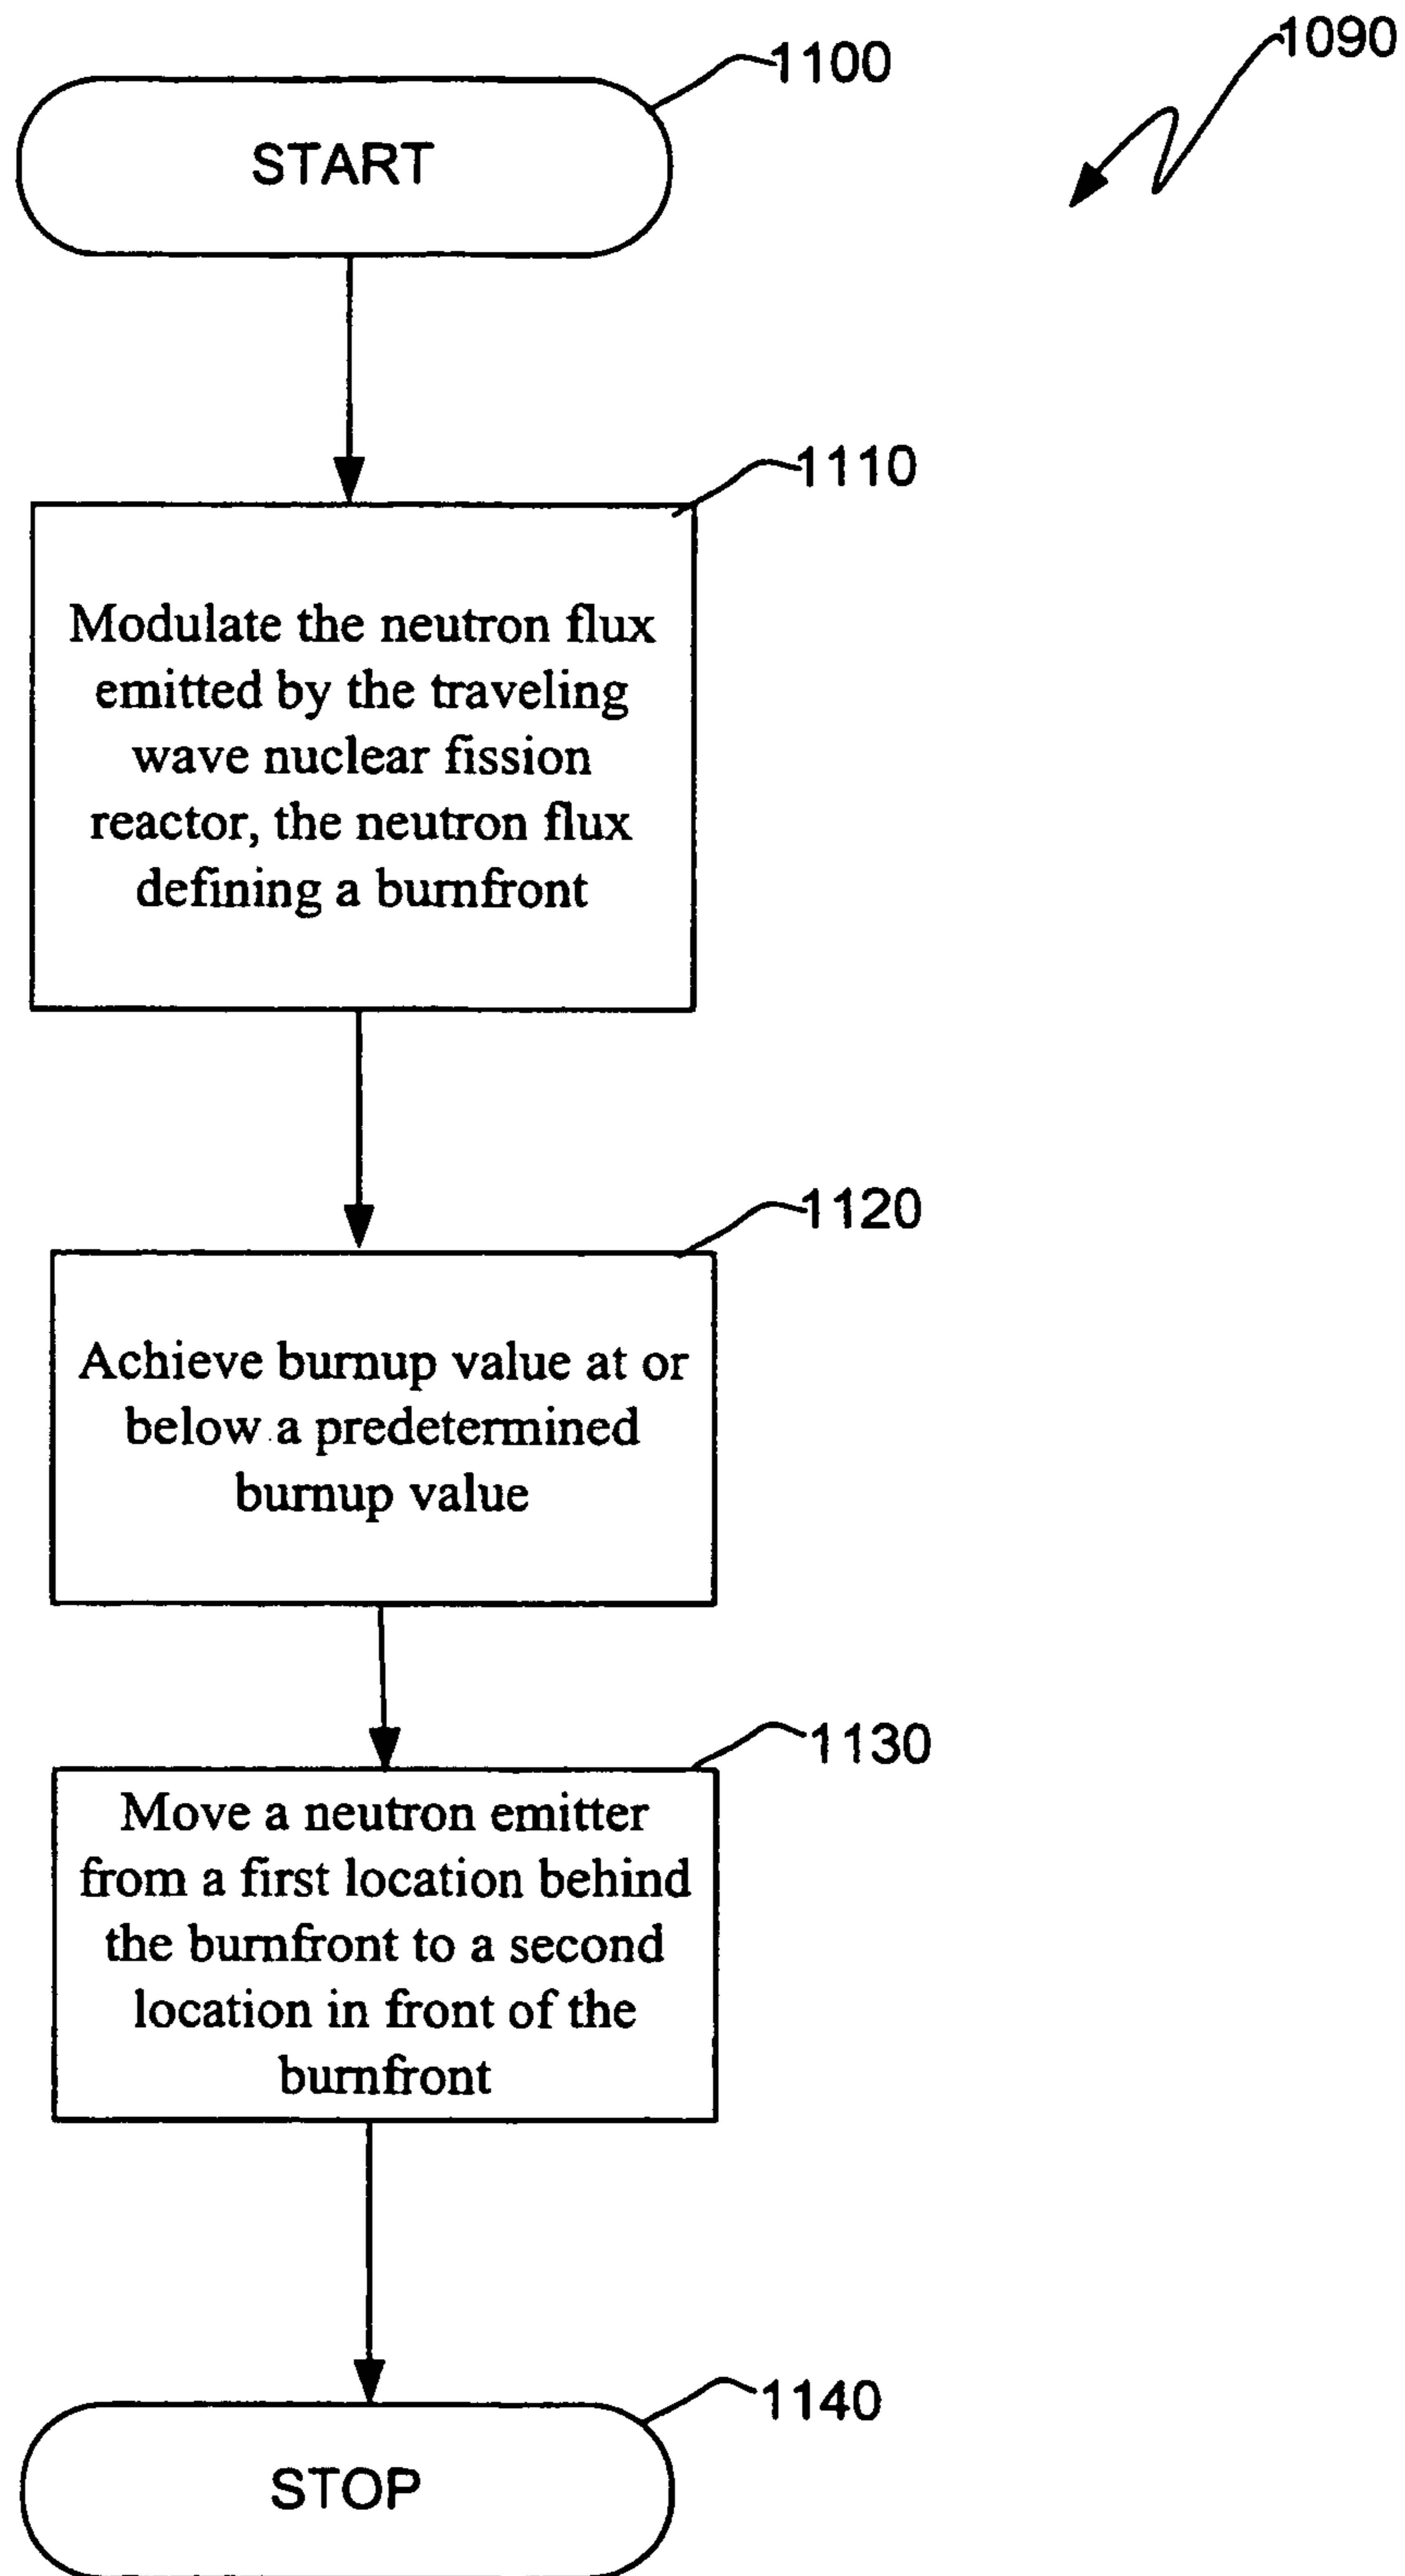 1090
1100
START
1110
Modulate the neutron flux
emitted by the traveling
wave nuclear fission
reactor, the neutron flux
defining a burnfront
1120
Achieve burnup value at or
below a predetermined
burnup value
1130
Move a neutron emitter
from a first location behind
the burnfront to a second
location in front of the
burnfront
1140
STOP